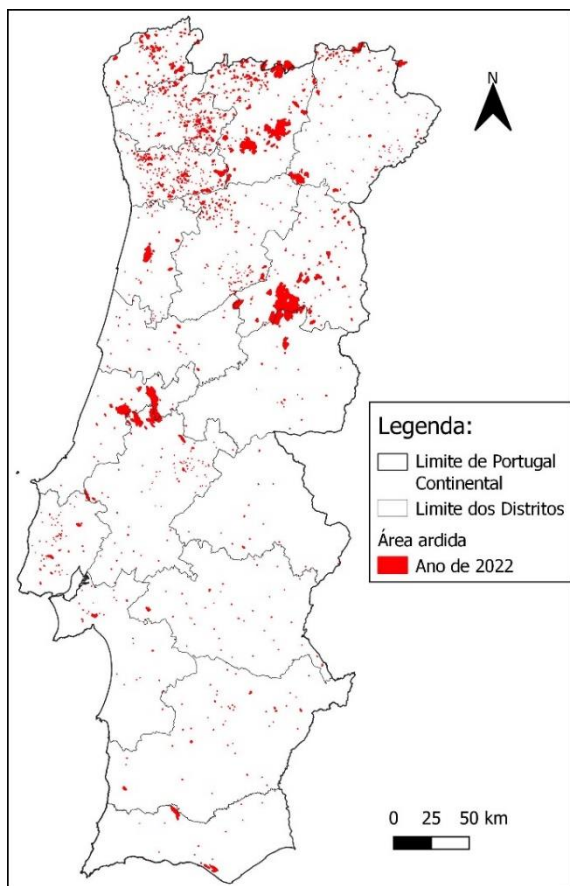 N
Legenda:
Limite de Portugal
Continental
Limite dos Distritos
Área ardida
Ano de 2022
0 25 50 km